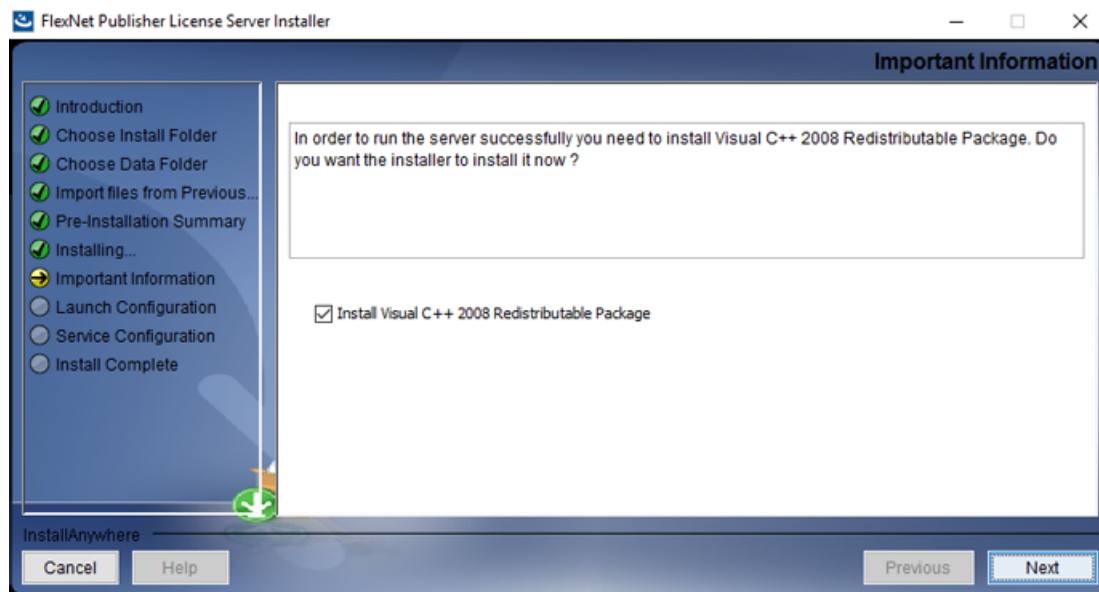 FlexNet Publisher License Server Installer
Important Information
Introduction
Choose Install Folder
Choose Data Folder
Import files from Previous...
Pre-Installation Summary
Installing...
Important Information
Launch Configuration
Service Configuration
Install Complete
In order to run the server successfully you need to install Visual C++ 2008 Redistributable Package. Do
you want the installer to install it now ?
Install Visual C++ 2008 Redistributable Package
InstallAnywhere
Cancel
Help
Previous
Next